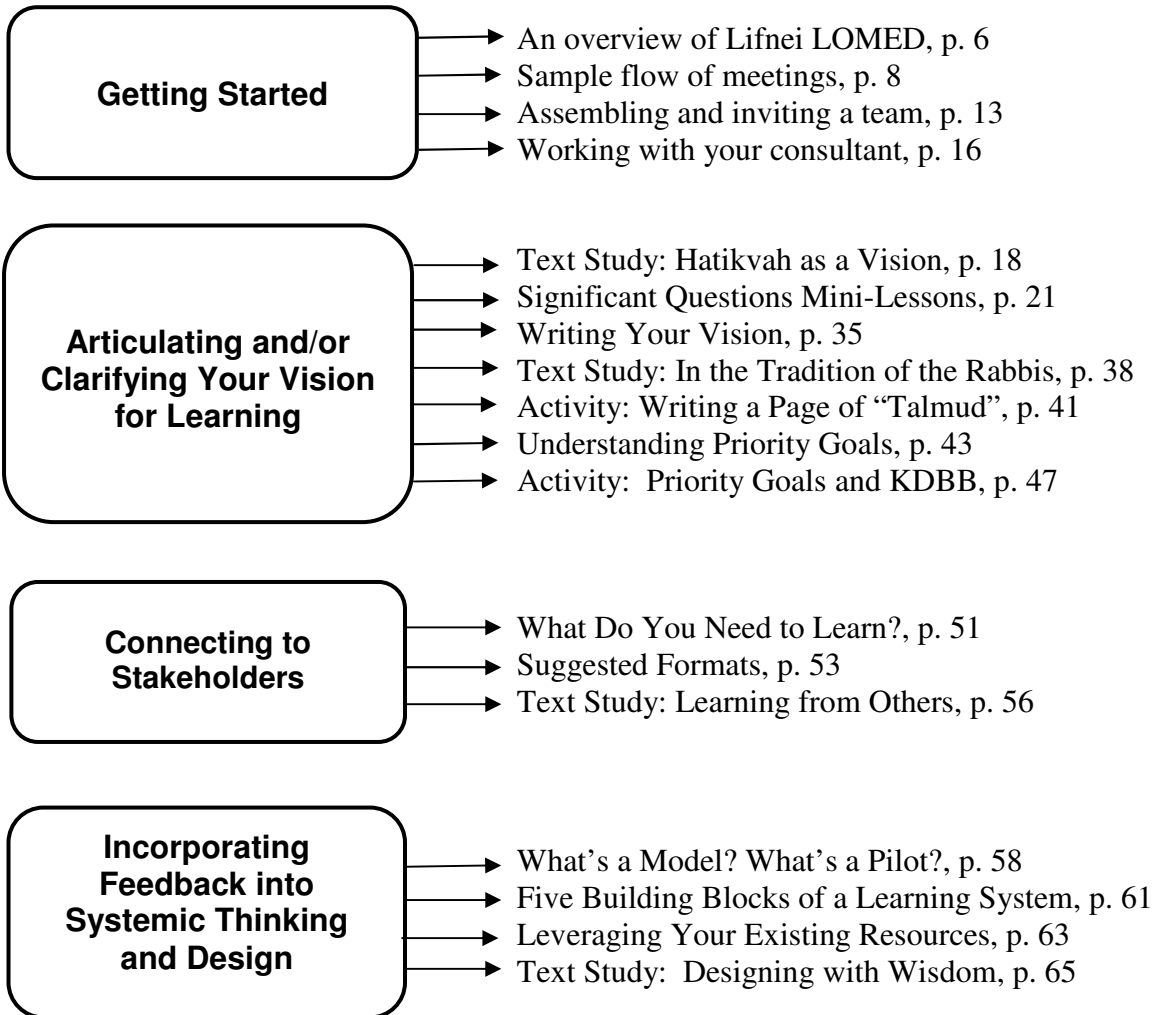 Getting Started
An overview of Lifnei LOMED, p. 6
Sample flow of meetings, p. 8
Assembling and inviting a team, p. 13
Working with your consultant, p. 16
Articulating and/or
Clarifying Your Vision
for Learning
Text Study: Hatikvah as a Vision, p. 18
Significant Questions Mini-Lessons, p. 21
Writing Your Vision, p. 35
Text Study: In the Tradition of the Rabbis, p. 38
Activity: Writing a Page of “Talmud”, p. 41
Understanding Priority Goals, p. 43
Activity:  Priority Goals and KDBB, p. 47
Connecting to
Stakeholders
What Do You Need to Learn?, p. 51
Suggested Formats, p. 53
Text Study: Learning from Others, p. 56
Incorporating
Feedback into
Systemic Thinking
and Design
What’s a Model? What’s a Pilot?, p. 58
Five Building Blocks of a Learning System, p. 61
Leveraging Your Existing Resources, p. 63
Text Study:  Designing with Wisdom, p. 65